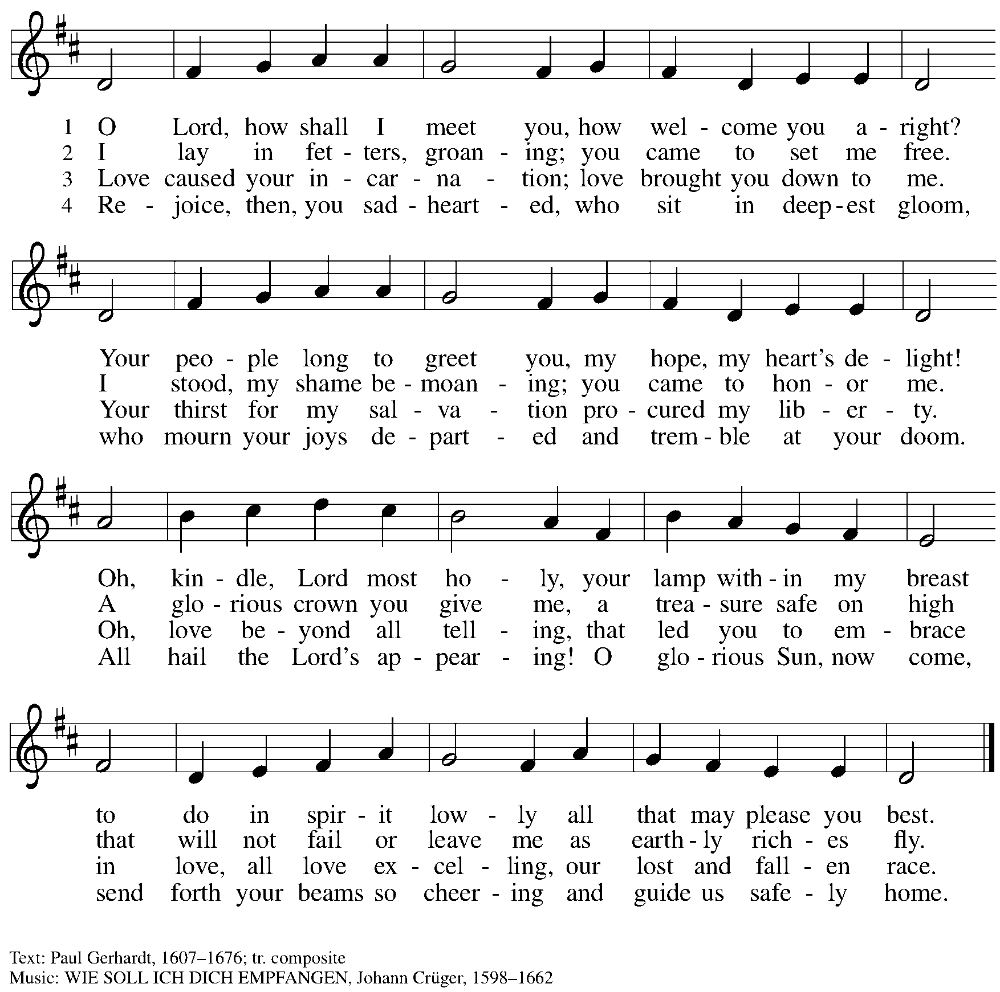 1 O Lord, how shall I meet you, how wel - come you a - right?
2 I lay in fet - ters, groan - ing; you came to set me free.
3 Love caused your in - car - na - tion; love brought you down to me.
4 Re - joice, then, you sad - heart - ed, who sit in deep - est gloom,
Your peo - ple long to greet you, my hope, my heart's de - light!
I stood, my shame be - moan - ing; you came to hon - or me.
Your thirst for my sal - va - tion pro - cured my lib - er - ty.
who mourn your joys de - part - ed and trem - ble at your doom.
Oh, kin - dle, Lord most ho - ly, your lamp with - in my breast
A glo - rious crown you give me, a trea - sure safe on high
Oh, love be - yond all tell - ing, that led you to em - brace
All hail the Lord's ap - pear - ing! O glo - rious Sun, now come,
to do in spir - it low - ly all that may please you best.
that will not fail or leave me as earth - ly rich - es fly.
in love, all love ex - cel - ling, our lost and fall - en race.
send forth your beams so cheer - ing and guide us safe - ly home.
Text: Paul Gerhardt, 1607–1676; tr. composite
Music: WIE SOLL ICH DICH EMPFANGEN, Johann Crüger, 1598–1662